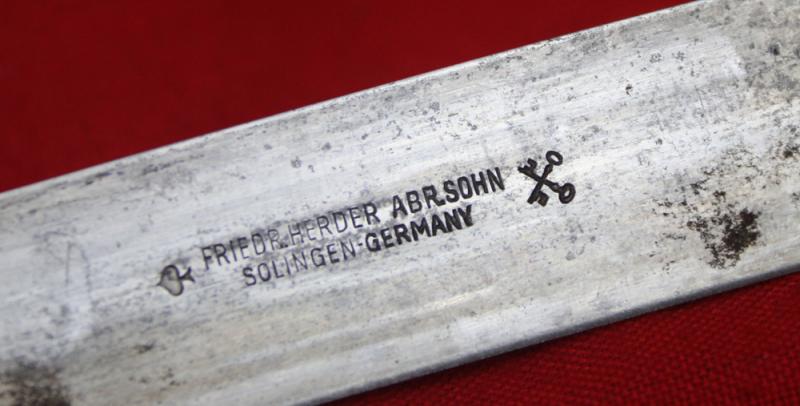 FRIEDR.HERDER ABR.SOHN
SOLINGEN-GERMANY